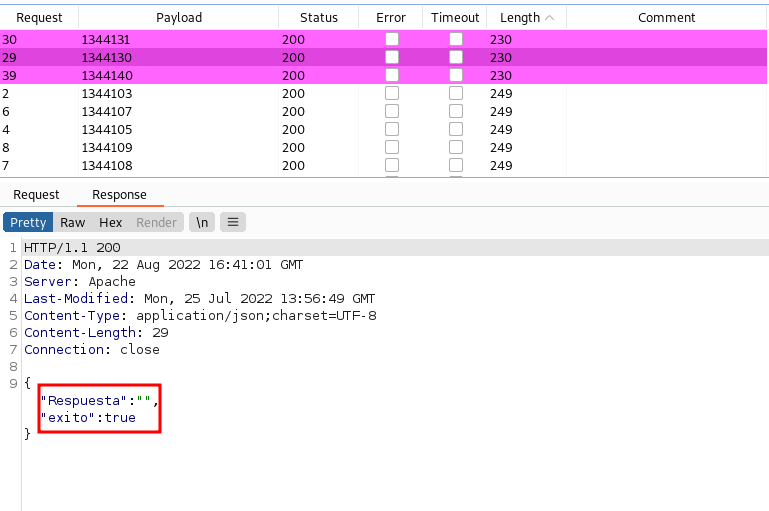 Request Payload Status Error Timeout Length Comment
30 1344131 200 230
29 1344130 200 230
39 1344140 200 230
2 1344103 200 249
6 1344107 200 249
4 1344105 200 249
8 1344109 200 249
7 1344108 200 249
Request Response
Pretty Raw Hex Render \n
1 HTTP/1.1 200
2 Date: Mon, 22 Aug 2022 16:41:01 GMT
3 Server: Apache
4 Last-Modified: Mon, 25 Jul 2022 13:56:49 GMT
5 Content-Type: application/json;charset=UTF-8
6 Content-Length: 29
7 Connection: close
8
9 {
"Respuesta":"",
"exito":true
}